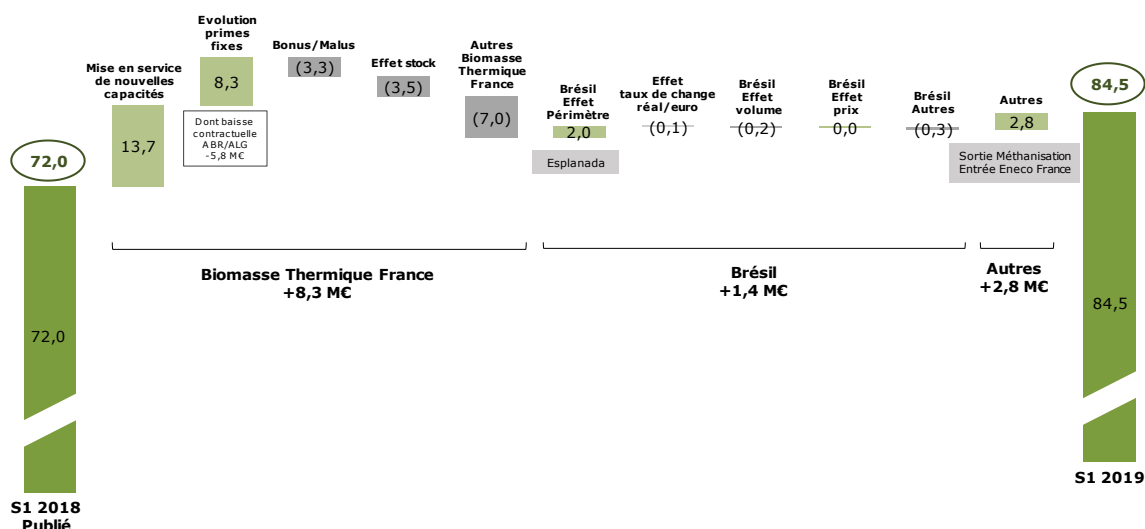 72,0
72,0
S1 2018
Publié
Mise en service
de nouvelles
capacités
13,7
Evolution
primes
fixes
8,3
Dont baisse
contractuelle
ABR/ALG
-5,8 M€
Bonus/Malus
(3,3)
Effet stock
(3,5)
Autres
Biomasse
Thermique
France
(7,0)
Brésil
Effet
Périmètre
2,0
Esplanada
Effet
taux de change
réal/euro
(0,1)
Brésil
Effet
volume
(0,2)
Brésil
Effet
prix
0,0
Brésil
Autres
(0,3)
Autres
2,8
Sortie Méthanisation
Entrée Eneco France
84,5
84,5
S1 2019
Biomasse Thermique France
+8,3 M€
Brésil
+1,4 M€
Autres
+2,8 M€